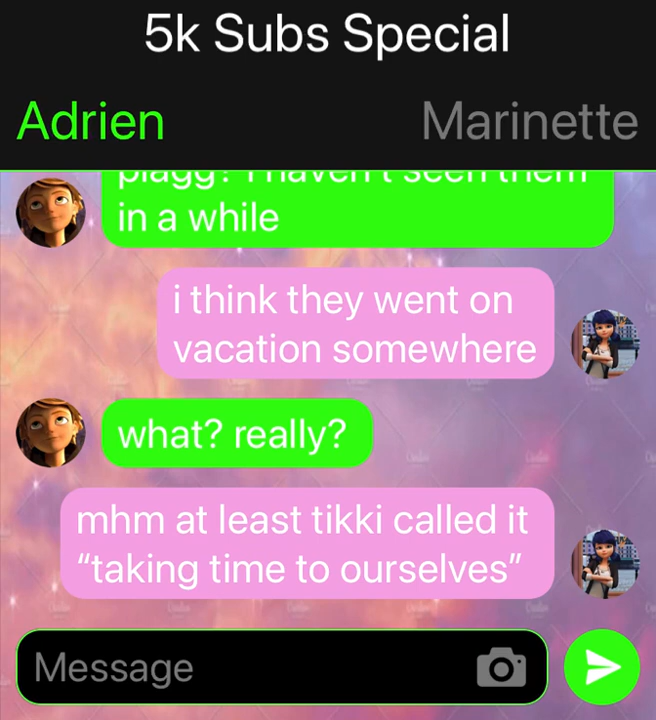 5k Subs Special
Adrien
Marinette
plagg? I haven't seen them
in a while
i think they went on
vacation somewhere
what? really?
mhm at least tikki called it
“taking time to ourselves”
Message